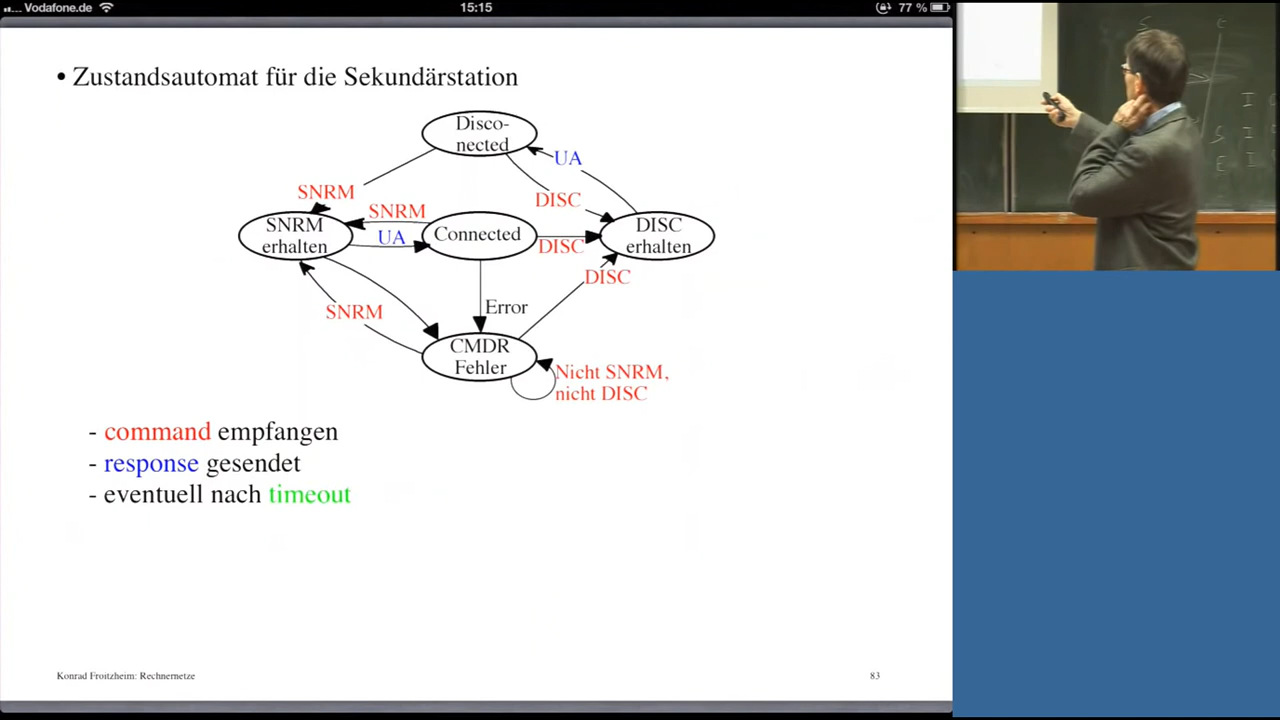 Vodafone.de
15:15
77 %
• Zustandsautomat für die Sekundärstation
Disco-
nected
UA
SNRM
DISC
SNRM
SNRM
erhalten
UA
Connected
DISC
DISC
erhalten
DISC
SNRM
Error
CMDR
Fehler
Nicht SNRM,
nicht DISC
- command empfangen
- response gesendet
- eventuell nach timeout
Konrad Froitzheim: Rechnernetze
83